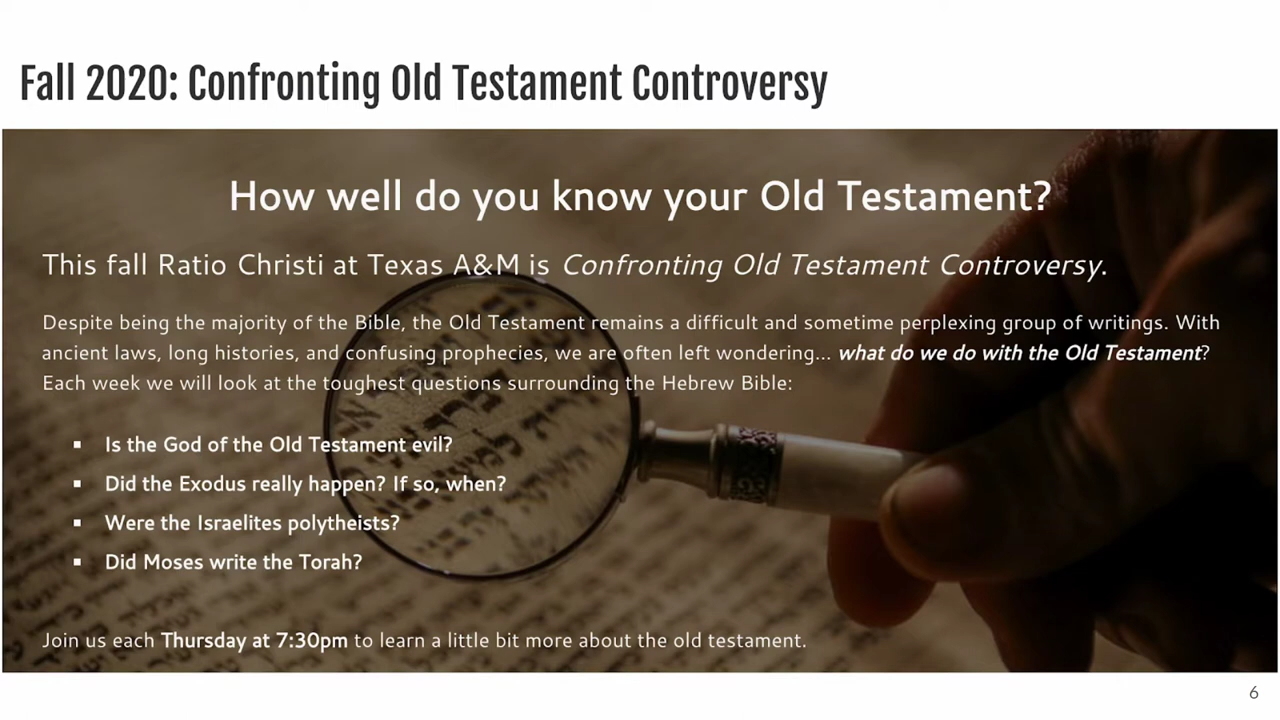 Fall 2020: Confronting Old Testament Controversy
How well do you know your Old Testament?
This fall Ratio Christi at Texas A&M is Confronting Old Testament Controversy.
Despite being the majority of the Bible, the Old Testament remains a difficult and sometime perplexing group of writings. With
ancient laws, long histories, and confusing prophecies, we are often left wondering... what do we do with the Old Testament?
Each week we will look at the toughest questions surrounding the Hebrew Bible:
▪ Is the God of the Old Testament evil?
▪ Did the Exodus really happen? If so, when?
▪ Were the Israelites polytheists?
▪ Did Moses write the Torah?
Join us each Thursday at 7:30pm to learn a little bit more about the old testament.
6